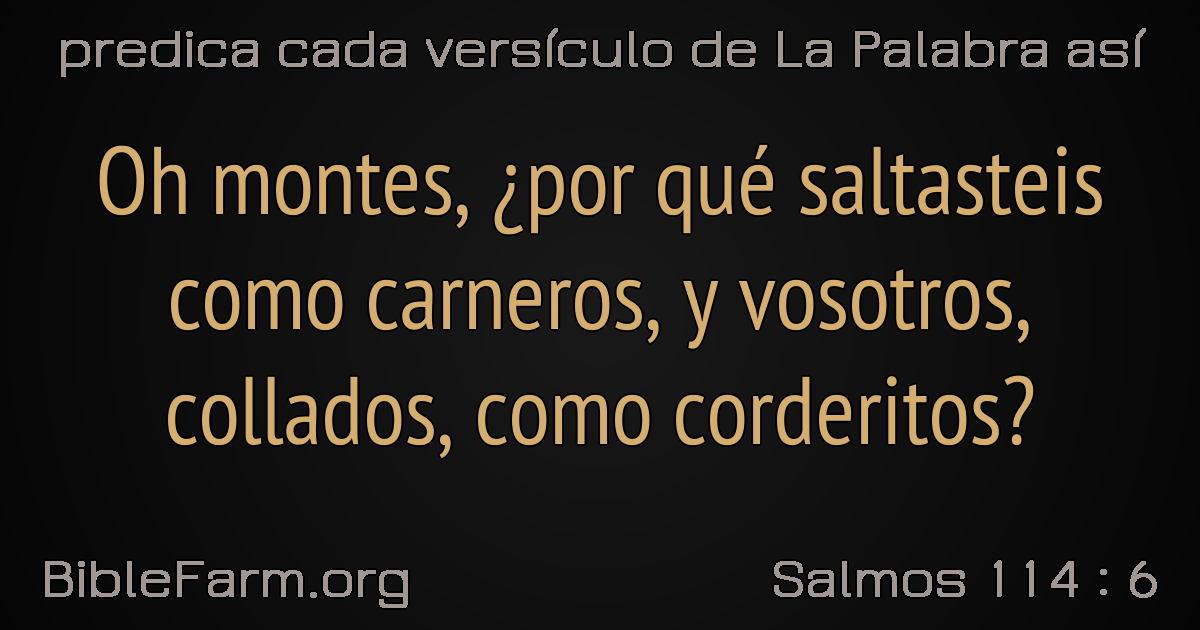 predica cada versículo de La Palabra así
Oh montes, ¿por qué saltasteis
como carneros, y vosotros,
collados, como corderitos?
BibleFarm.org
Salmos 114 : 6